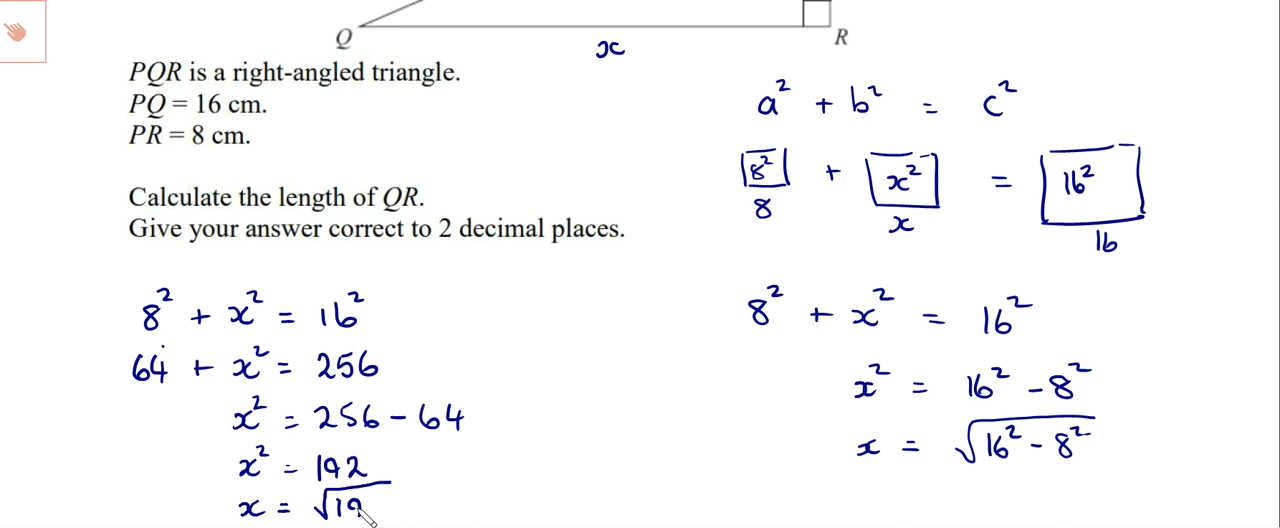 Q
R
x
PQR is a right-angled triangle.
PQ = 16 cm.
PR = 8 cm.
Calculate the length of QR.
Give your answer correct to 2 decimal places.
a² + b² = c²
8² + x² = 16²
8 x 16
8² + x² = 16²
64 + x² = 256
x² = 256 - 64
x² = 192
x = √19
8² + x² = 16²
x² = 16² - 8²
x = √16² - 8²